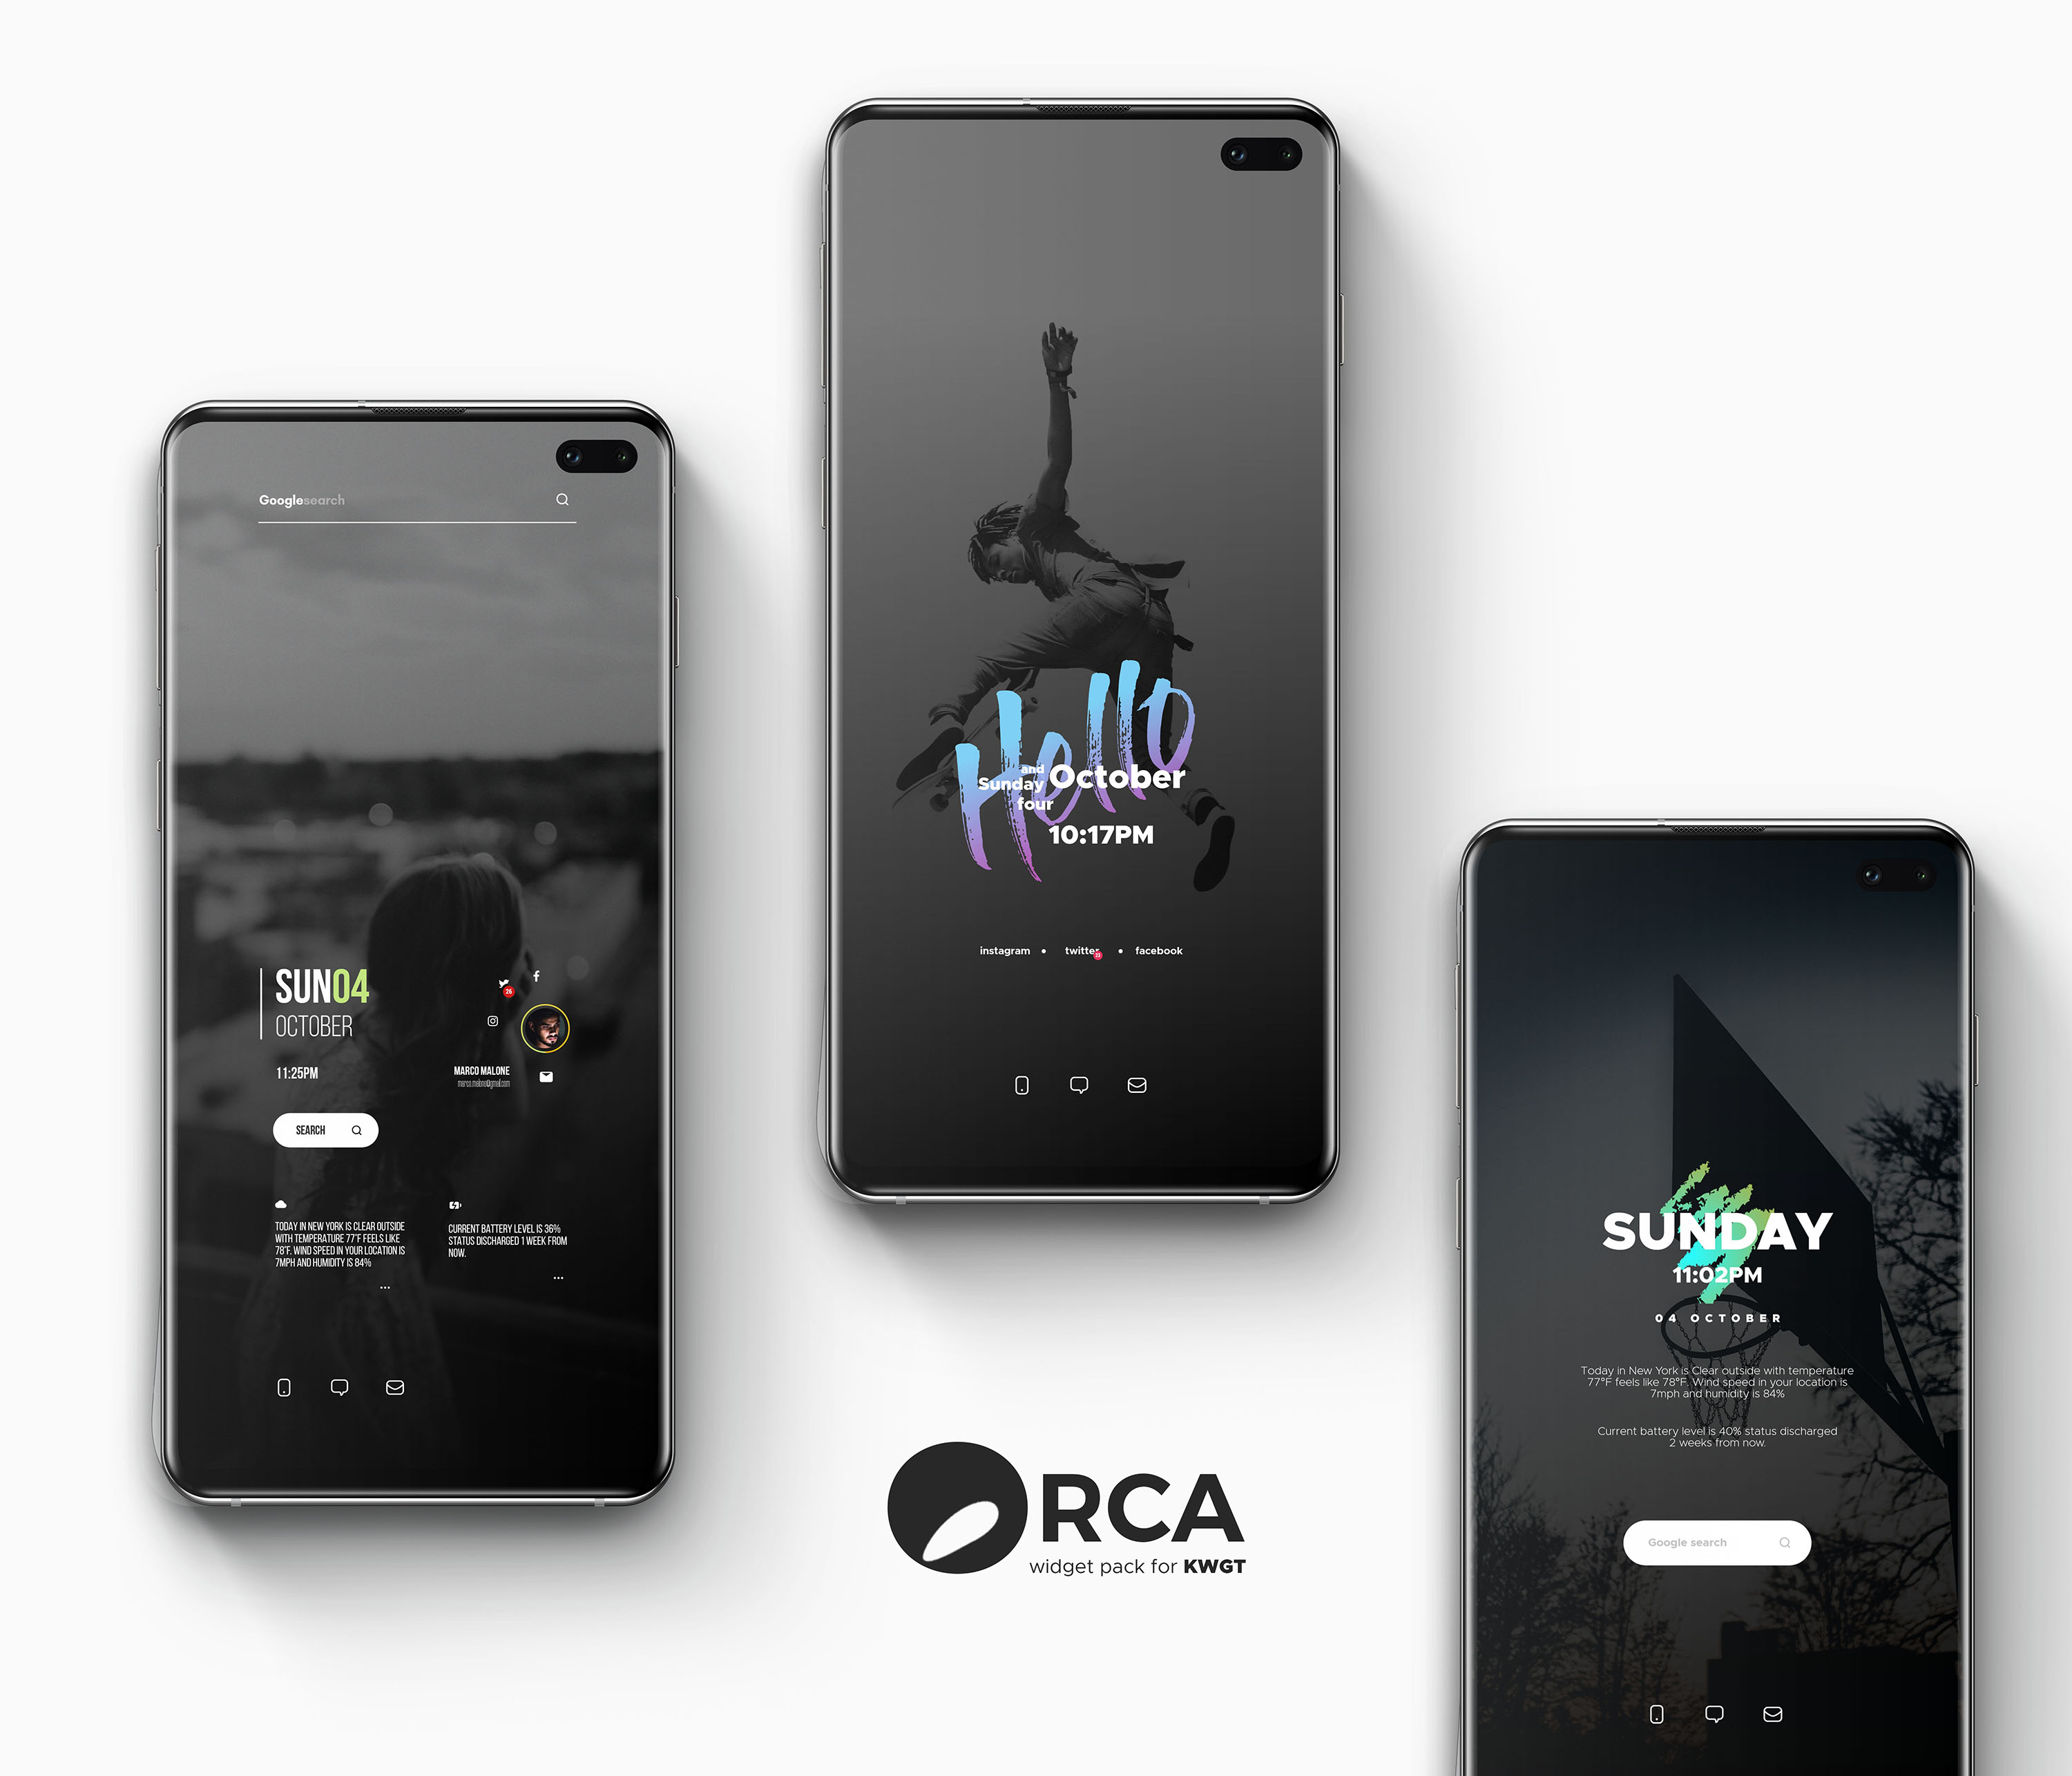 Googlesearch
SUN04
OCTOBER
11:25PM
26
MARCO MALONE
marco.malone@gmail.com
SEARCH
TODAY IN NEW YORK IS CLEAR OUTSIDE
WITH TEMPERATURE 77°F FEELS LIKE
78°F. WIND SPEED IN YOUR LOCATION IS
7MPH AND HUMIDITY IS 84%
CURRENT BATTERY LEVEL IS 36%
STATUS DISCHARGED 1 WEEK FROM
NOW.
Hello
and
Sunday October
four
10:17PM
instagram • twitter • facebook
SUNDAY
11:02PM
04 OCTOBER
Today in New York is Clear outside with temperature
77°F feels like 78°F. Wind speed in your location is
7mph and humidity is 84%
Current battery level is 40% status discharged
2 weeks from now.
Google search
ORCA
widget pack for KWGT